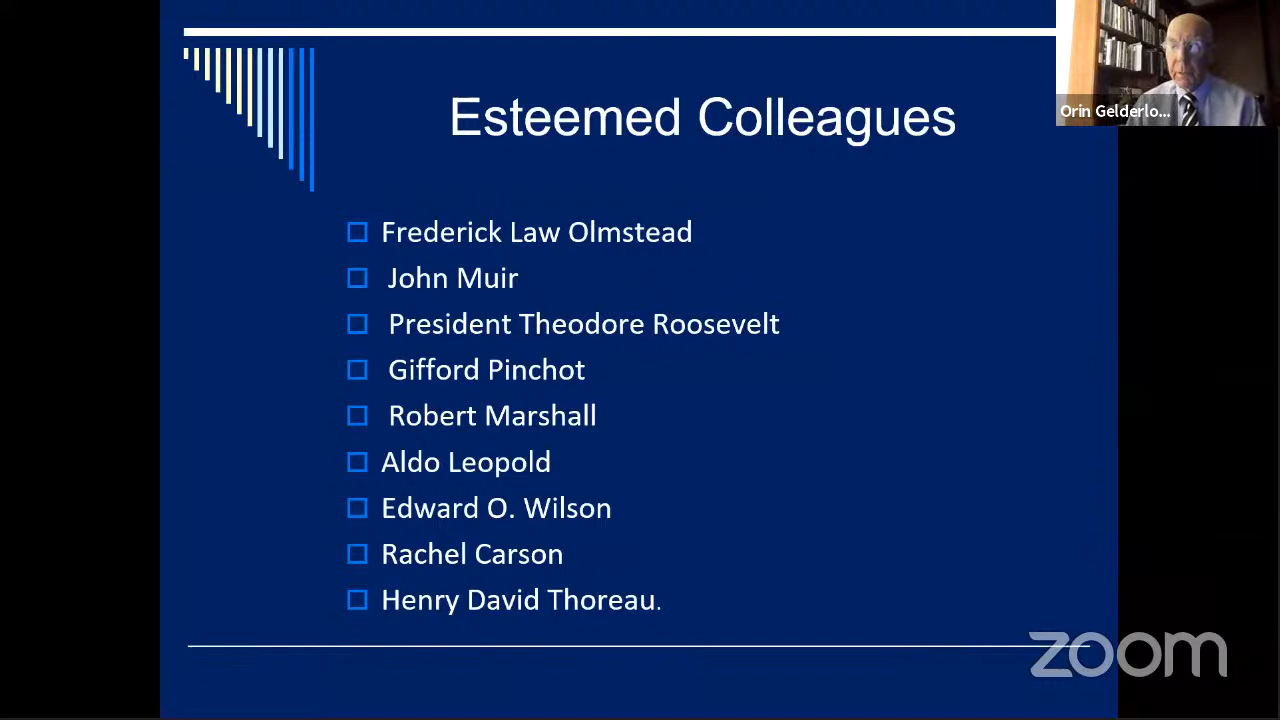 Esteemed Colleagues
Orin Gelderlo...
Frederick Law Olmstead
John Muir
President Theodore Roosevelt
Gifford Pinchot
Robert Marshall
Aldo Leopold
Edward O. Wilson
Rachel Carson
Henry David Thoreau.
zoom